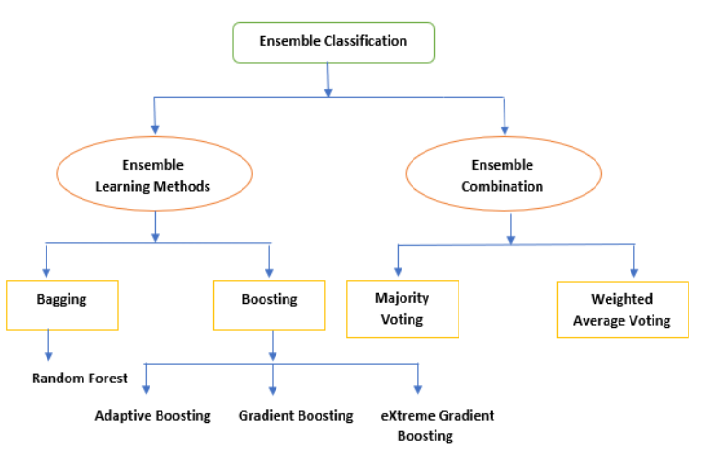 Ensemble Classification
Ensemble
Learning Methods
Ensemble
Combination
Bagging
Boosting
Majority
Voting
Weighted
Average Voting
Random Forest
Adaptive Boosting
Gradient Boosting
eXtreme Gradient
Boosting